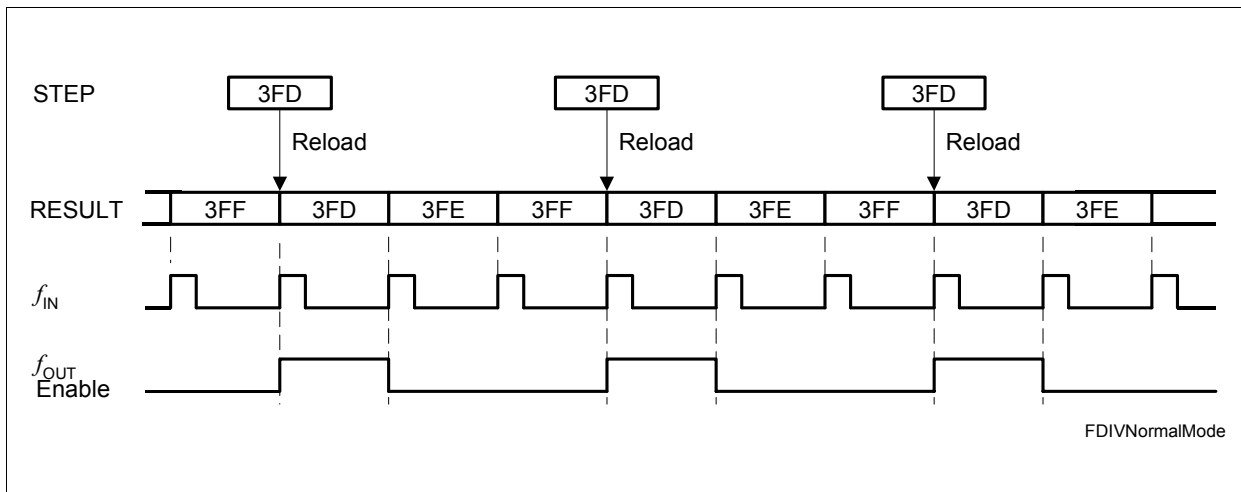 STEP 3FD 3FD 3FD
Reload Reload Reload
RESULT 3FF 3FD 3FE 3FF 3FD 3FE 3FF 3FD 3FE
fIN
fOUT
Enable
FDIVNormalMode